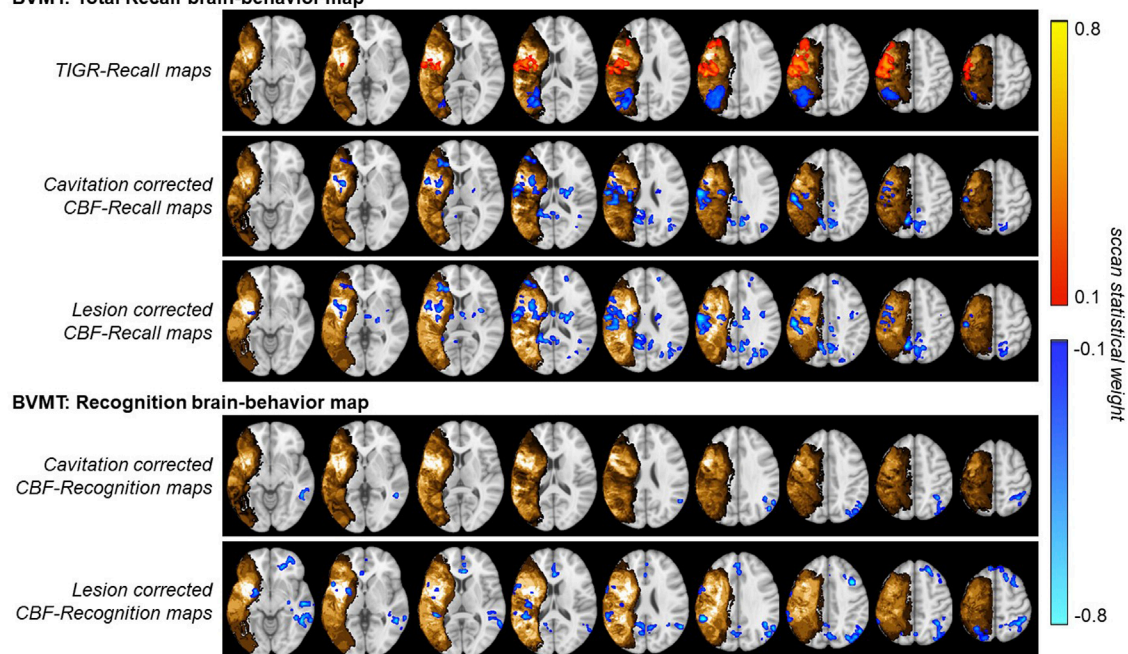 BVMT: Total Recall brain-behavior map
TIGR-Recall maps
Cavitation corrected
CBF-Recall maps
Lesion corrected
CBF-Recall maps
BVMT: Recognition brain-behavior map
Cavitation corrected
CBF-Recognition maps
Lesion corrected
CBF-Recognition maps
0.8
0.1
-0.1
-0.8
sccan statistical weight